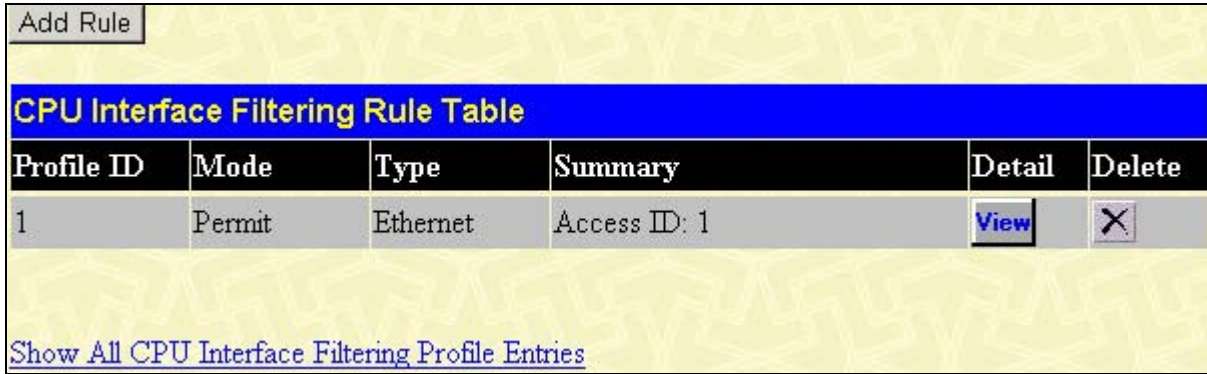 Add Rule
CPU Interface Filtering Rule Table
Profile ID Mode Type Summary Detail Delete
1 Permit Ethernet Access ID: 1 View
Show All CPU Interface Filtering Profile Entries